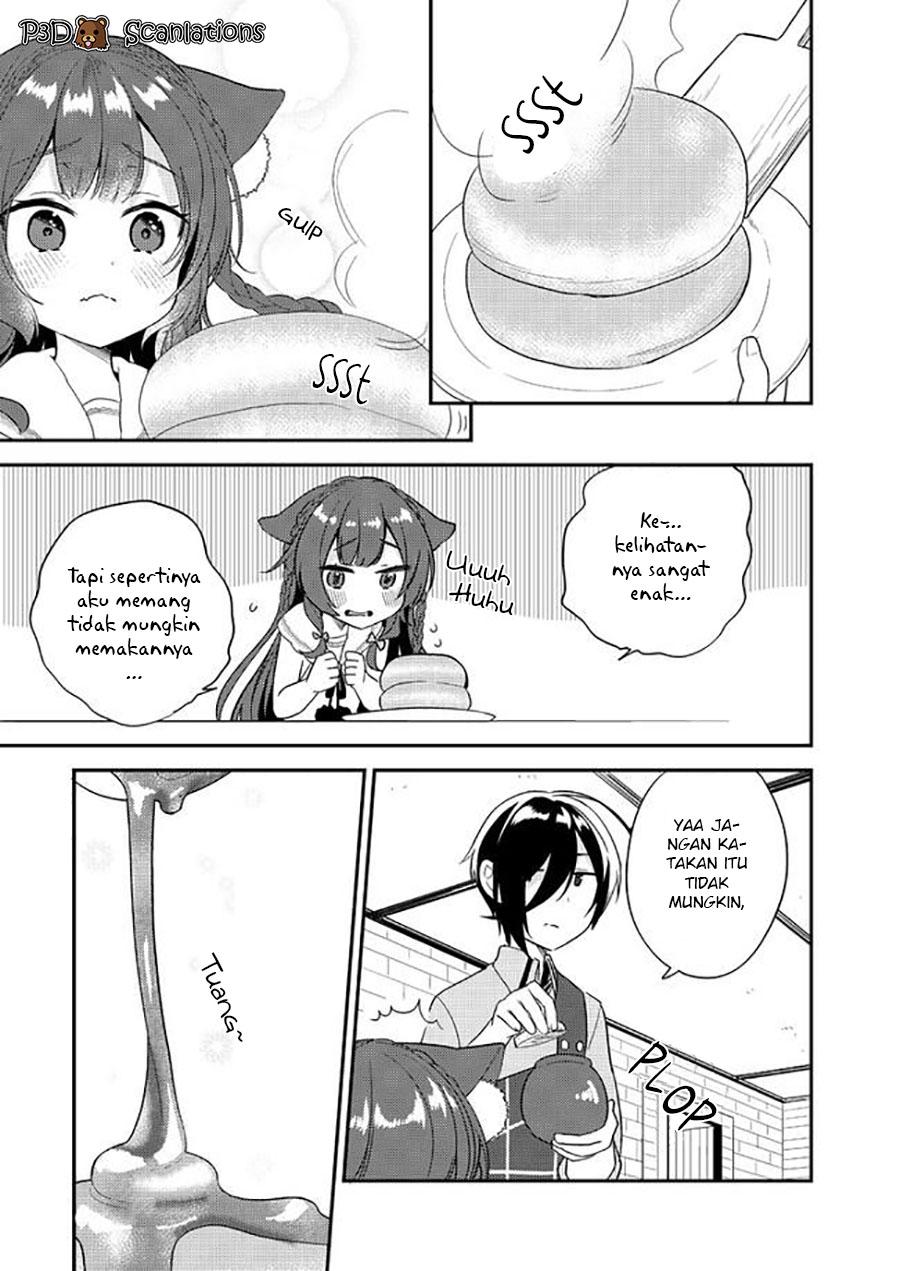 P3D Scanlations
SSSt
GULP
SSSt
Ke-...
kelihatan-
nya sangat
enak...
Uuuh
Huhu
Tapi sepertinya
aku memang
tidak mungkin
memakannya
...
YAA JA-
NGAN KA-
TAKAN ITU
TIDAK
MUNGKIN,
PLOP
Tuang~